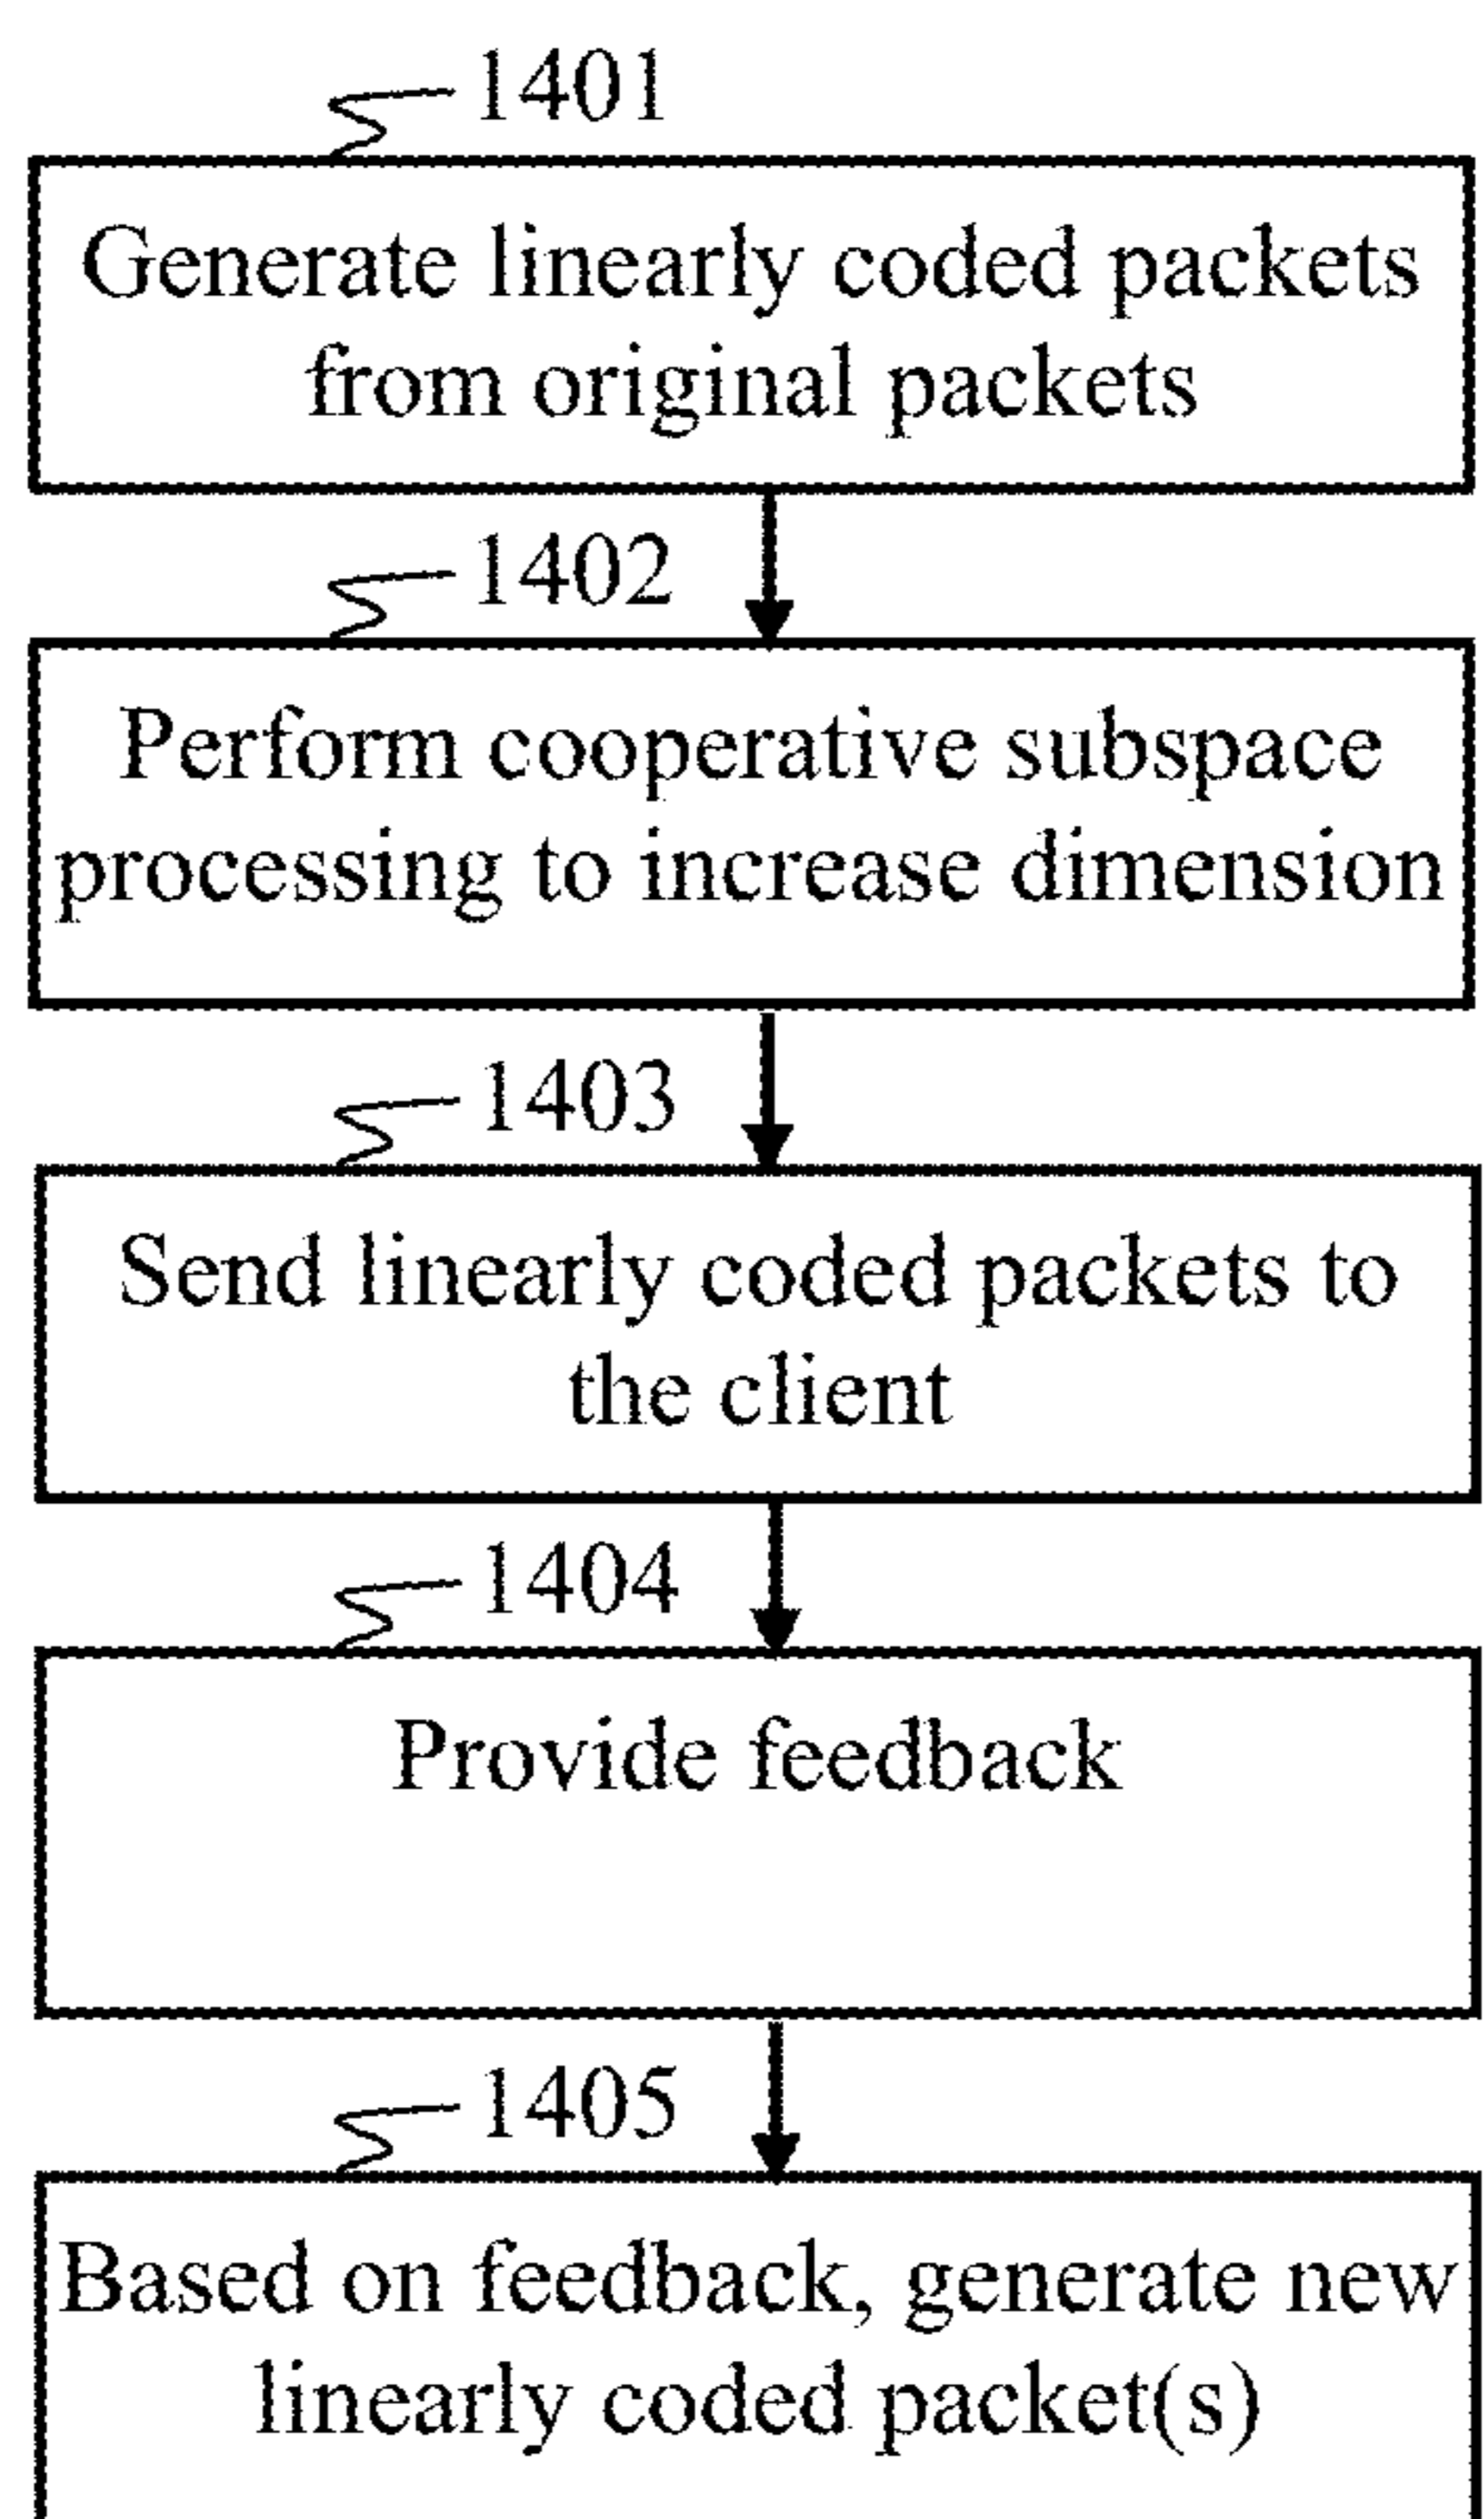 1401
Generate linearly coded packets
from original packets
1402
Perform cooperative subspace
processing to increase dimension
1403
Send linearly coded packets to
the client
1404
Provide feedback
1405
Based on feedback, generate new
linearly coded packet(s)